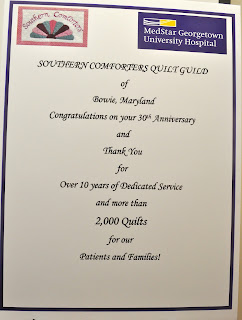 Southern Comforters
MedStar Georgetown
University Hospital
SOUTHERN COMFORTERS QUILT GUILD
of
Bowie, Maryland
Congratulations on your 30th Anniversary
and
Thank You
for
Over 10 years of Dedicated Service
and more than
2,000 Quilts
for our
Patients and Families!